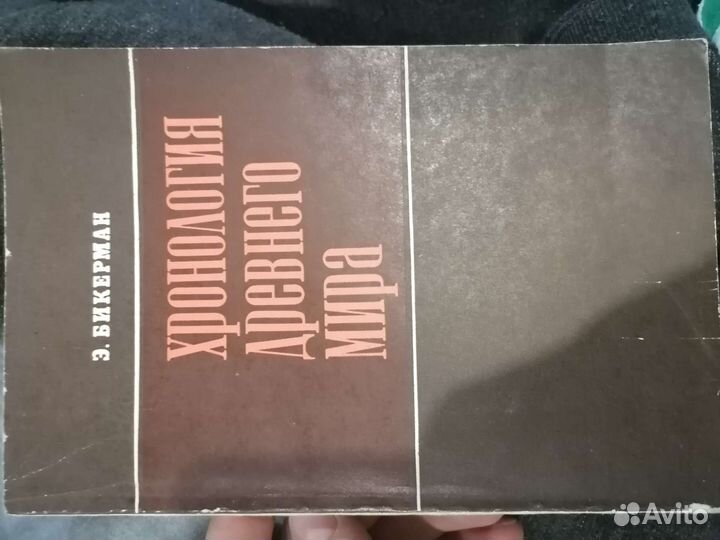 Э. БИКЕРМАН
ХРОНОЛОГИЯ
ДРЕВНЕГО
МИРА
Avito